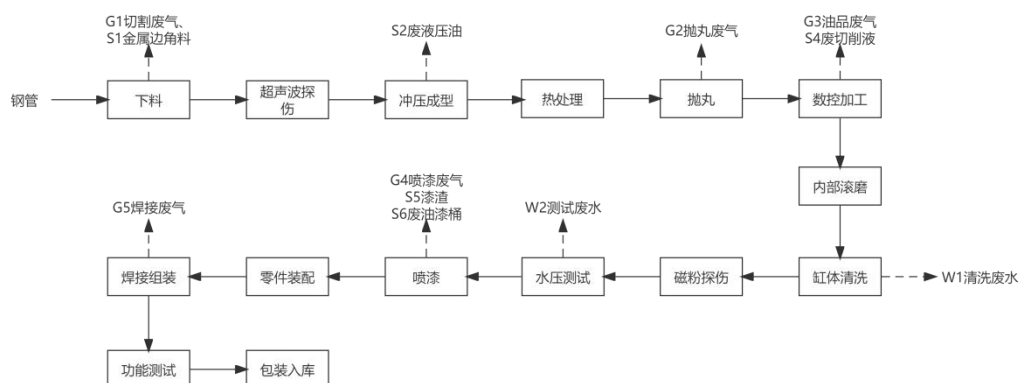 G1切割废气、
S1金属边角料
S2废液压油
G2抛丸废气
G3油品废气
S4废切削液
钢管
下料
超声波探
伤
冲压成型
热处理
抛丸
数控加工
内部滚磨
G4喷漆废气
S5漆渣
S6废油漆桶
G5焊接废气
W2测试废水
焊接组装
零件装配
喷漆
水压测试
磁粉探伤
缸体清洗
W1清洗废水
功能测试
包装入库